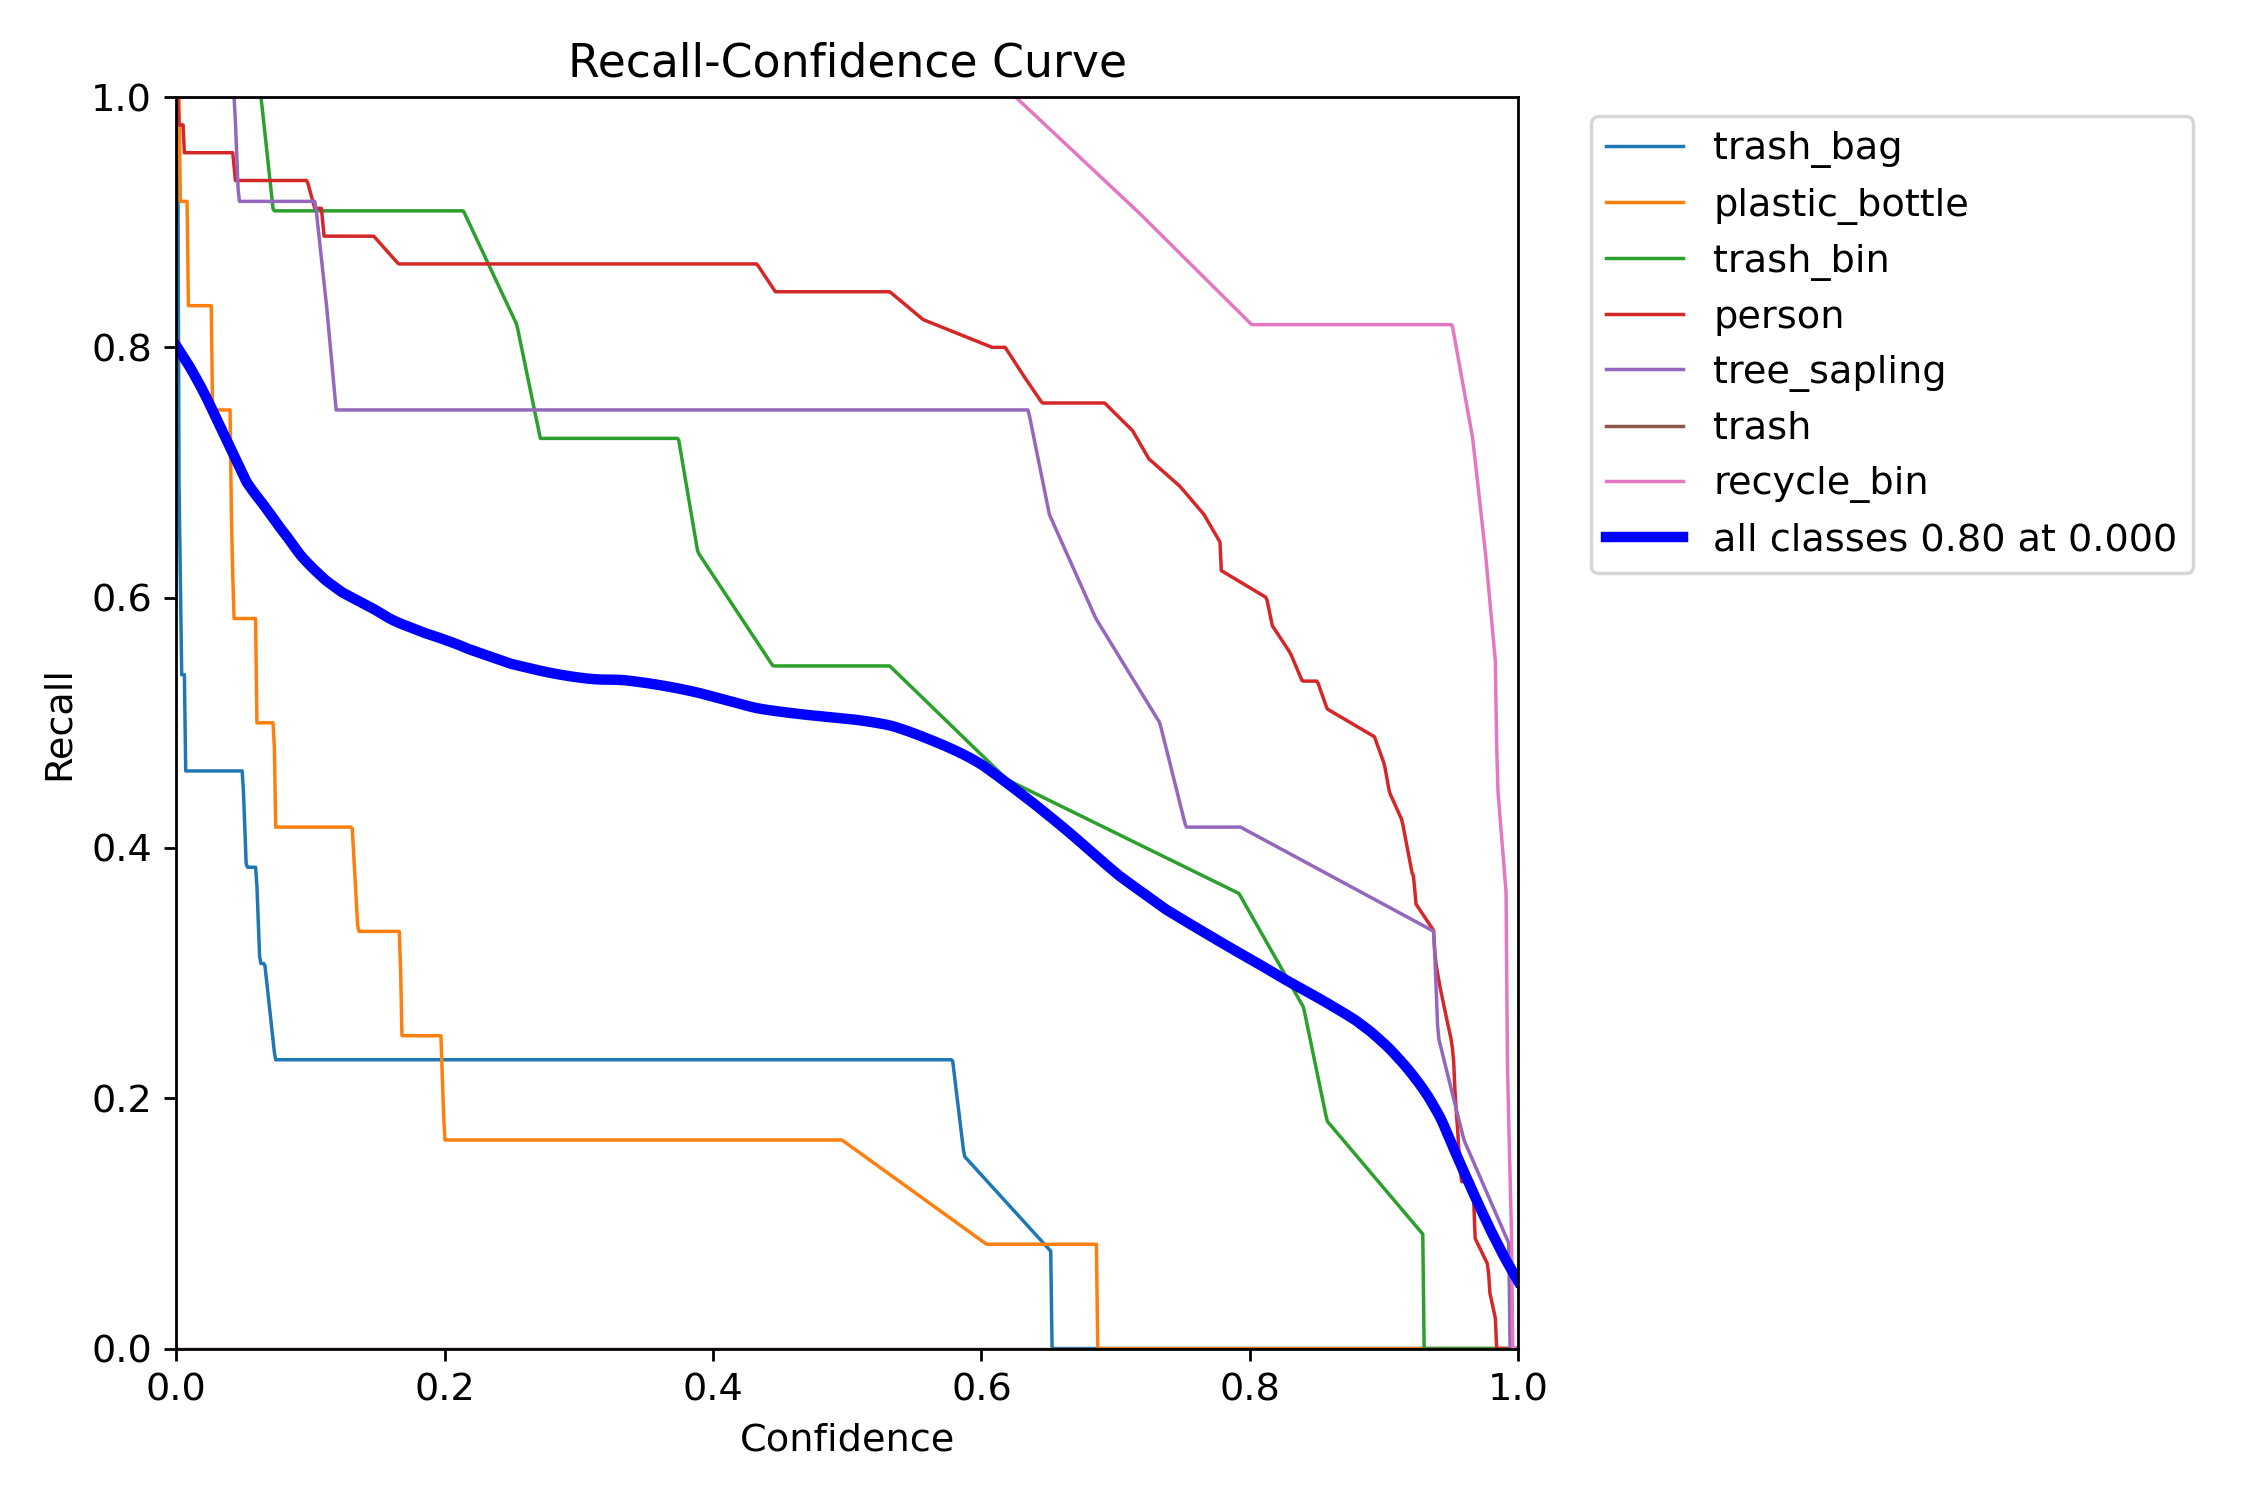 Recall-Confidence Curve
1.0
0.8
0.6
0.4
0.2
0.0
Recall
0.0 0.2 0.4 0.6 0.8 1.0
Confidence
trash_bag
plastic_bottle
trash_bin
person
tree_sapling
trash
recycle_bin
all classes 0.80 at 0.000